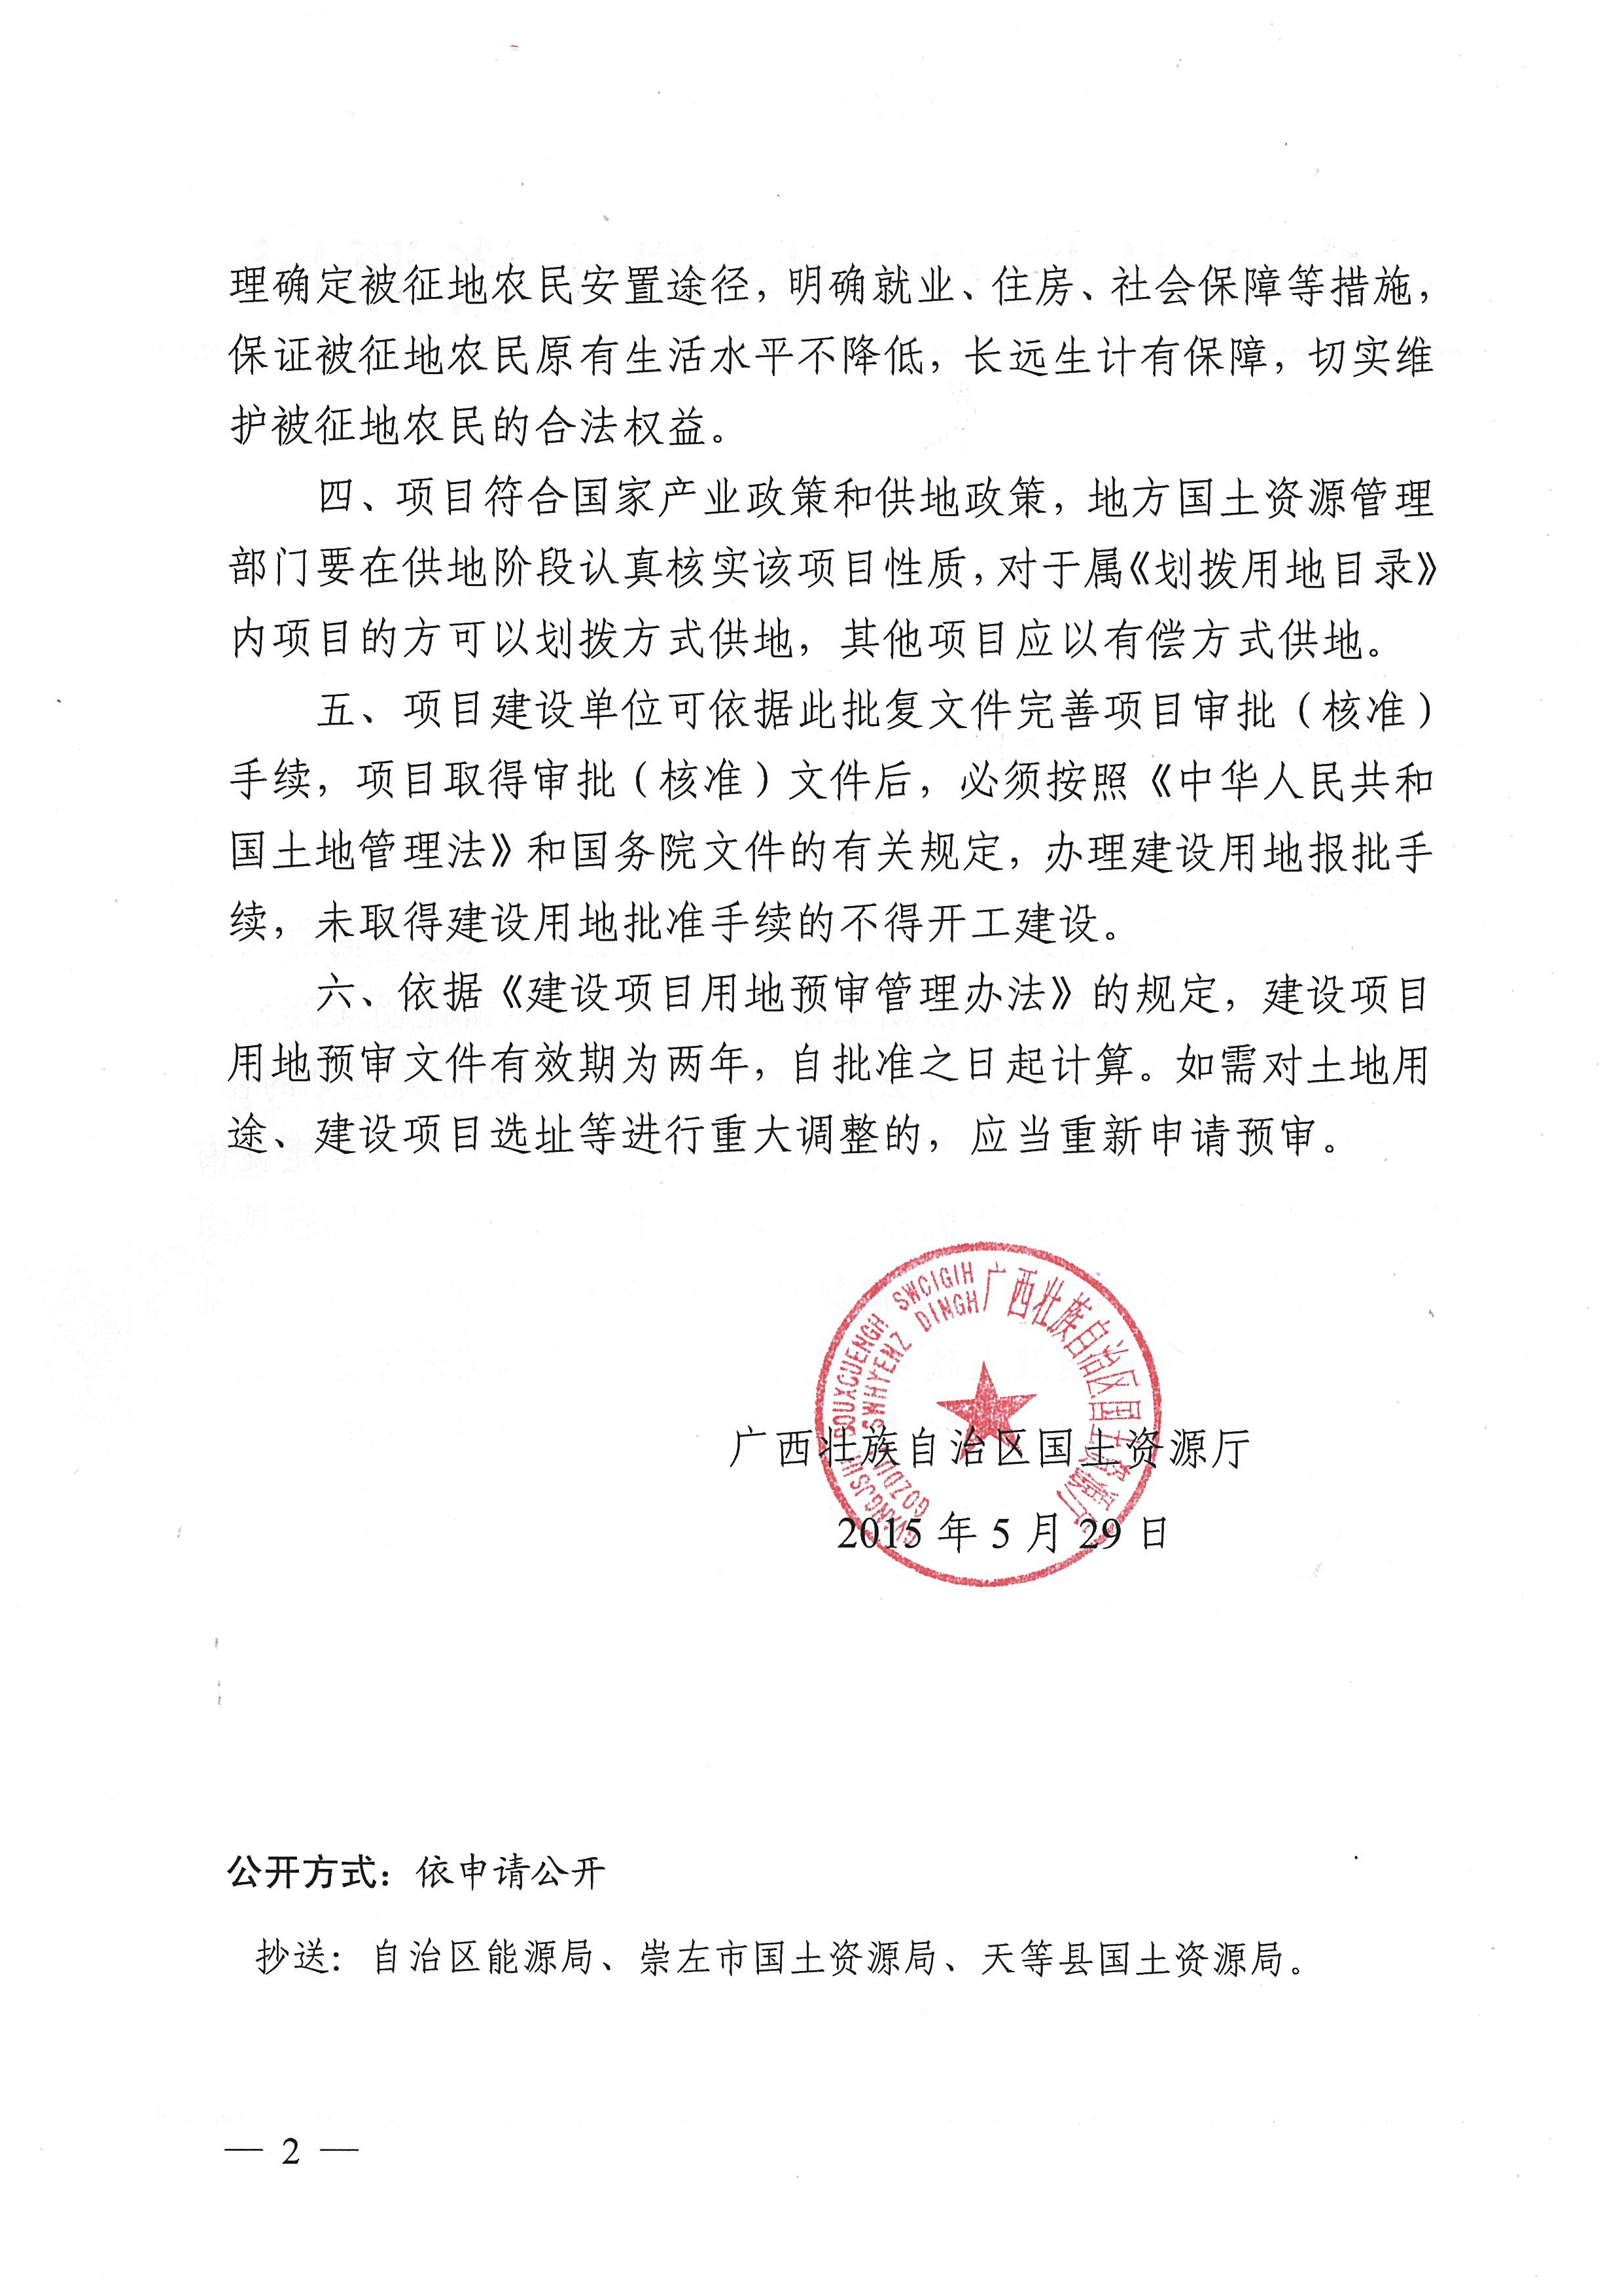 理确定被征地农民安置途径，明确就业、住房、社会保障等措施，
保证被征地农民原有生活水平不降低，长远生计有保障，切实维
护被征地农民的合法权益。
四、项目符合国家产业政策和供地政策，地方国土资源管理
部门要在供地阶段认真核实该项目性质，对于属《划拨用地目录》
内项目的方可以划拨方式供地，其他项目应以有偿方式供地。
五、项目建设单位可依据此批复文件完善项目审批（核准）
手续，项目取得审批（核准）文件后，必须按照《中华人民共和
国土地管理法》和国务院文件的有关规定，办理建设用地报批手
续，未取得建设用地批准手续的不得开工建设。
六、依据《建设项目用地预审管理办法》的规定，建设项目
用地预审文件有效期为两年，自批准之日起计算。如需对土地用
途、建设项目选址等进行重大调整的，应当重新申请预审。
GVANGJSIH BOUXCUENGH SWCIGIH
GOZDU SWHYENZ DINGH
广西壮族自治区国土资源厅
广西壮族自治区国土资源厅
2015 年 5 月 29 日
公开方式：依申请公开
抄送：自治区能源局、崇左市国土资源局、天等县国土资源局。
— 2 —